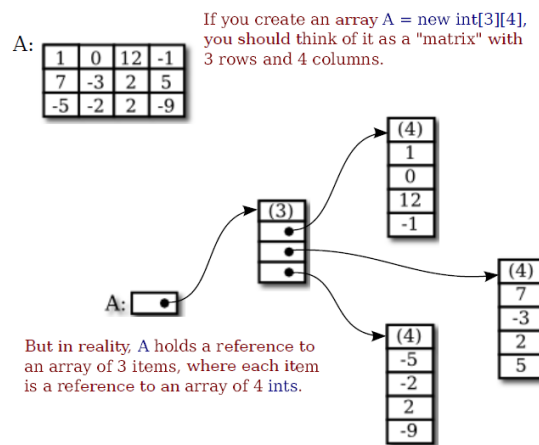 If you create an array A = new int[3][4],
you should think of it as a "matrix" with
3 rows and 4 columns.
A:
1 0 12 -1
7 -3 2 5
-5 -2 2 -9
(4)
1
0
12
-1
(3)
A:
(4)
7
-3
2
5
But in reality, A holds a reference to
an array of 3 items, where each item
is a reference to an array of 4 ints.
(4)
-5
-2
2
-9